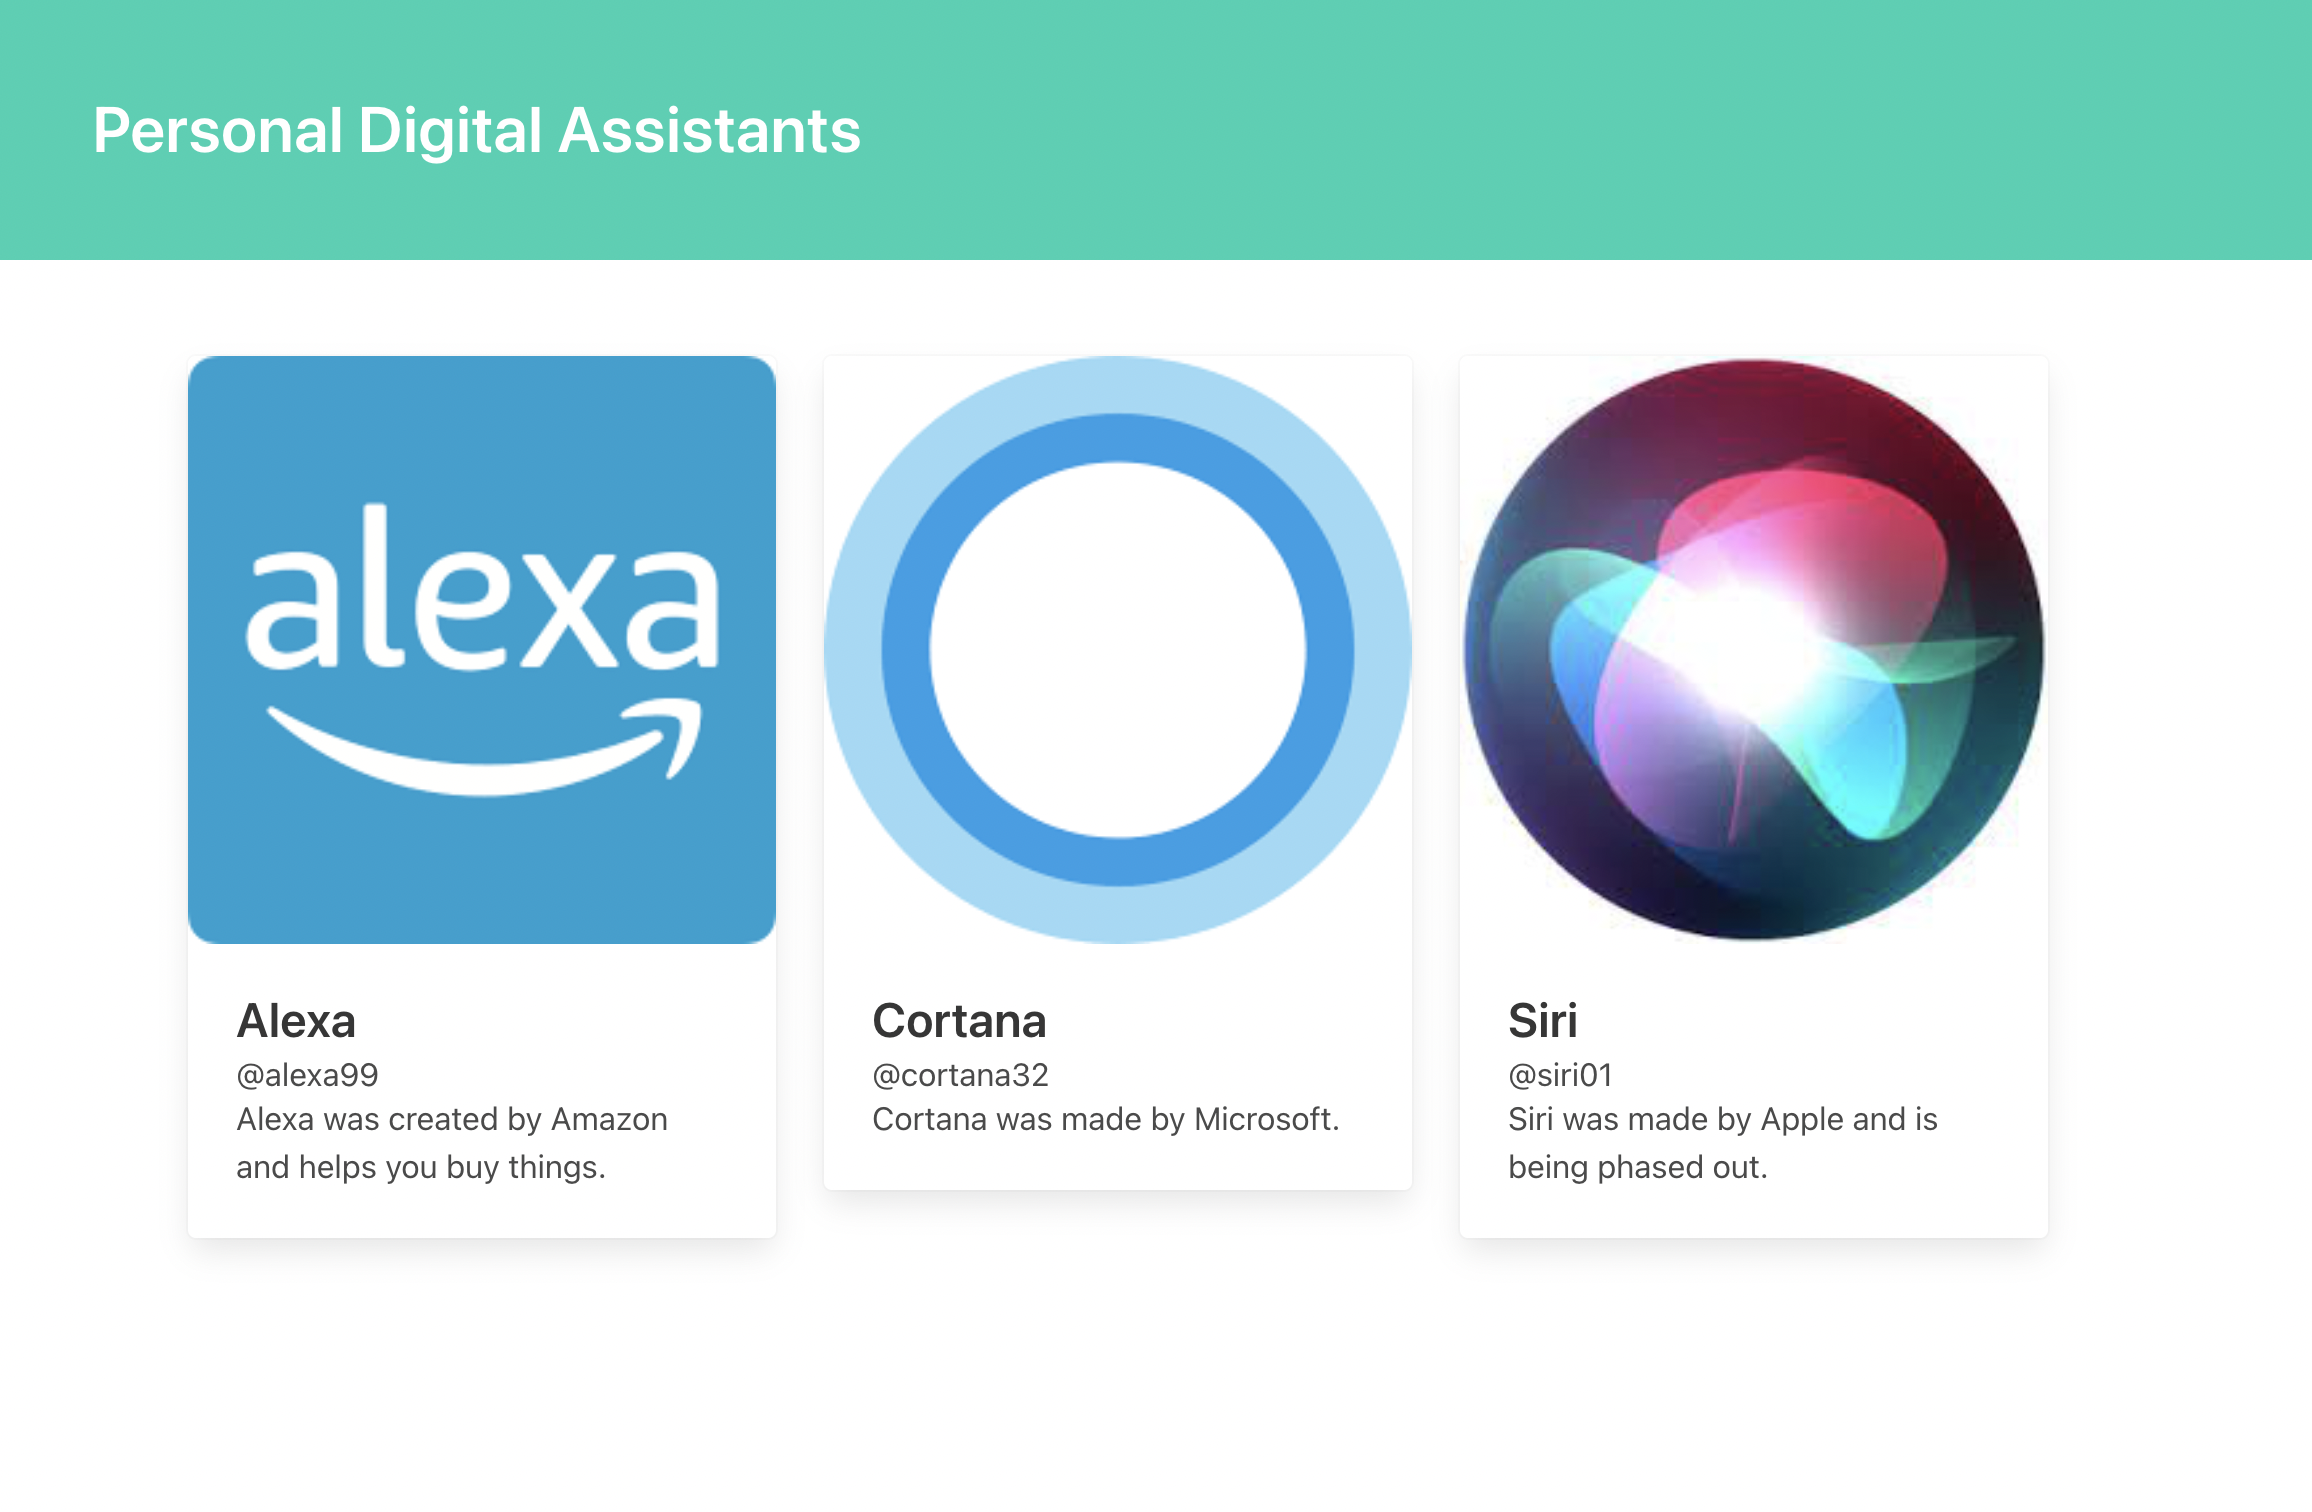 Personal Digital Assistants
alexa
Alexa
@alexa99
Alexa was created by Amazon
and helps you buy things.
Cortana
@cortana32
Cortana was made by Microsoft.
Siri
@siri01
Siri was made by Apple and is
being phased out.